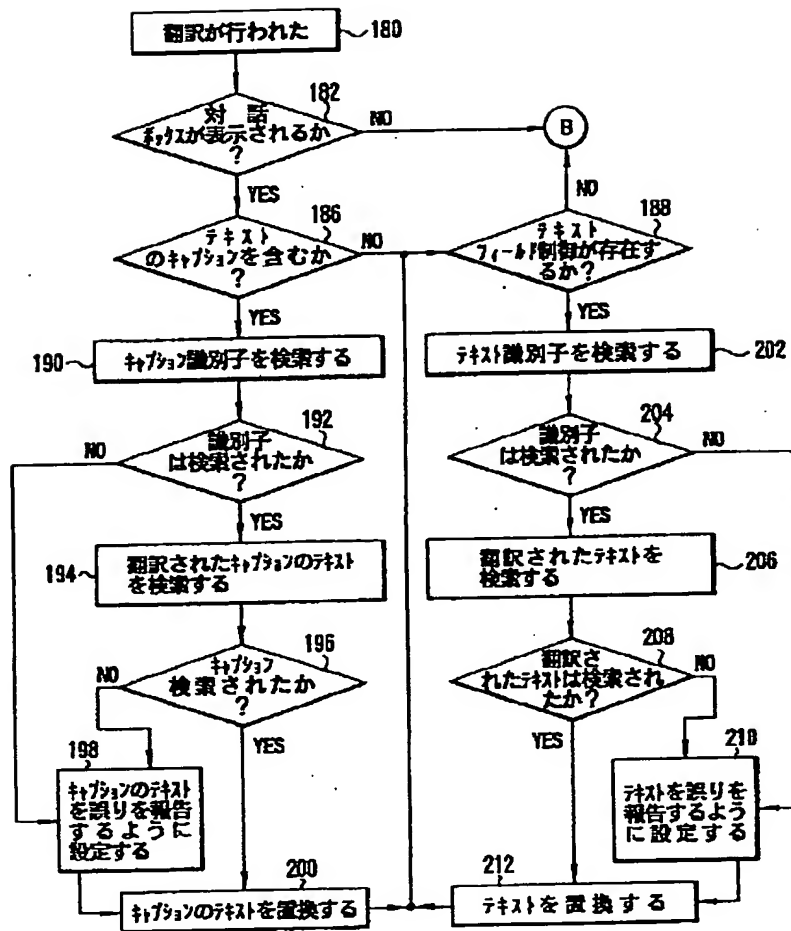 翻訳が行われた
180
対話
ボックスが表示されるか
?
182
NO
B
YES
NO
テキスト
のキャプションを含むか
?
186
NO
テキスト
フィールド制御が存在す
るか?
188
YES
YES
190
キャプション識別子を検索する
テキスト識別子を検索する
202
識別子
は検索されたか
?
192
NO
識別子
は検索されたか
?
204
NO
YES
YES
194
翻訳されたキャプションのテキスト
を検索する
翻訳されたテキストを
検索する
206
キャプション
検索されたか
?
196
NO
翻訳さ
れたテキストは検索され
たか?
208
NO
YES
YES
198
キャプションのテキスト
を誤りを報告
するように
設定する
210
テキストを誤りを
報告するよう
に設定する
200
キャプションのテキストを置換する
212
テキストを置換する